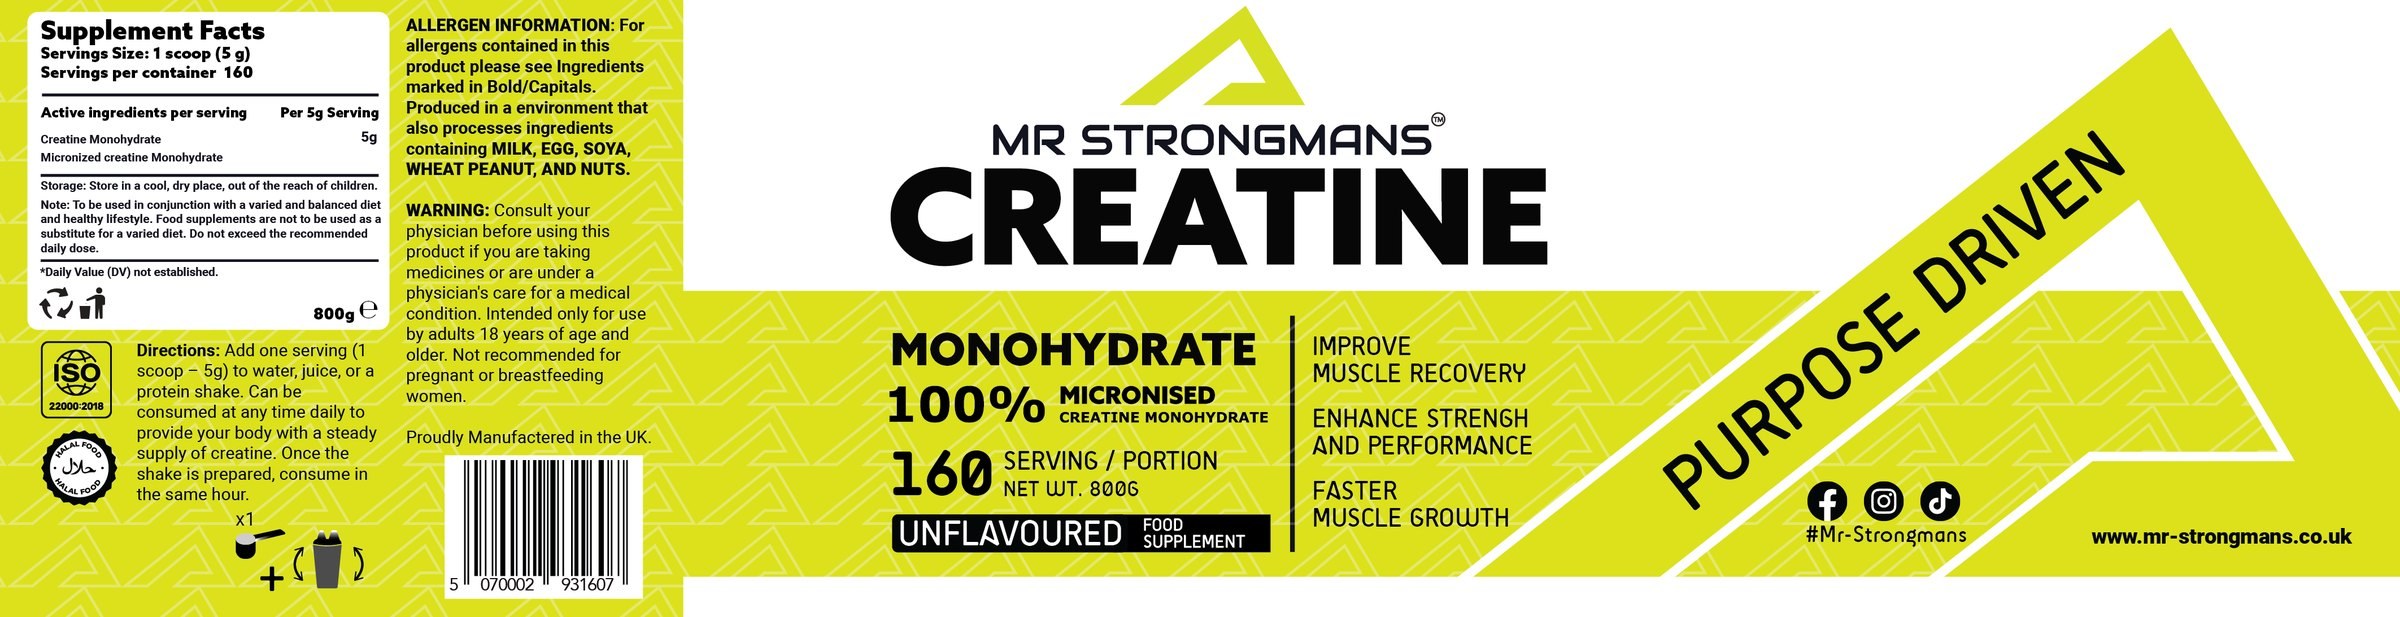 Supplement Facts
Servings Size: 1 scoop (5 g)
Servings per container 160
Active ingredients per serving Per 5g Serving
Creatine Monohydrate 5g
Micronized creatine Monohydrate
Storage: Store in a cool, dry place, out of the reach of children.
Note: To be used in conjunction with a varied and balanced diet
and healthy lifestyle. Food supplements are not to be used as a
substitute for a varied diet. Do not exceed the recommended
daily dose.
*Daily Value (DV) not established.
800g ℮
ISO
22000:2018
HALAL FOOD
حلال
HALAL FOOD
Directions: Add one serving (1
scoop – 5g) to water, juice, or a
protein shake. Can be
consumed at any time daily to
provide your body with a steady
supply of creatine. Once the
shake is prepared, consume in
the same hour.
x1
+
ALLERGEN INFORMATION: For
allergens contained in this
product please see Ingredients
marked in Bold/Capitals.
Produced in a environment that
also processes ingredients
containing MILK, EGG, SOYA,
WHEAT PEANUT, AND NUTS.
WARNING: Consult your
physician before using this
product if you are taking
medicines or are under a
physician's care for a medical
condition. Intended only for use
by adults 18 years of age and
older. Not recommended for
pregnant or breastfeeding
women.
Proudly Manufactered in the UK.
5 070002 931607
MR STRONGMANS™
CREATINE
MONOHYDRATE
100% MICRONISED
CREATINE MONOHYDRATE
160 SERVING / PORTION
NET WT. 800G
UNFLAVOURED FOOD
SUPPLEMENT
IMPROVE
MUSCLE RECOVERY
ENHANCE STRENGH
AND PERFORMANCE
FASTER
MUSCLE GROWTH
PURPOSE DRIVEN
#Mr-Strongmans
www.mr-strongmans.co.uk